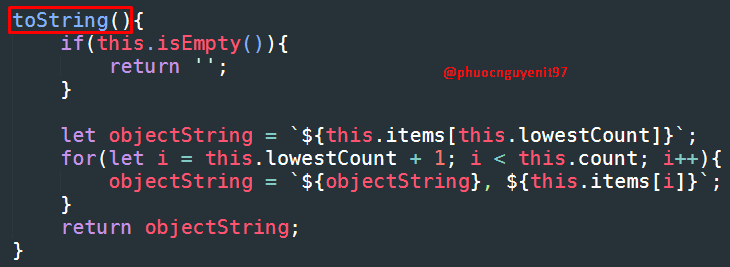 toString(){
    if(this.isEmpty()){
        return '';
@phuocnguyenit97
    }
    let objectString = `${this.items[this.lowestCount]}`;
    for(let i = this.lowestCount + 1; i < this.count; i++){
        objectString = `${objectString}, ${this.items[i]}`;
    }
    return objectString;
}